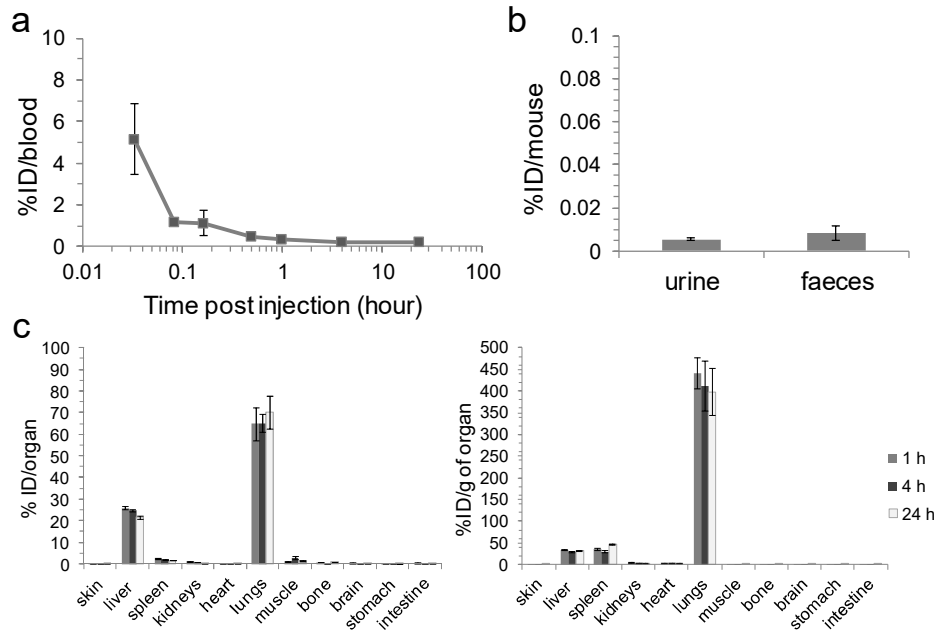 a
%ID/blood
10
8
6
4
2
0
0.01 0.1 1 10 100
Time post injection (hour)
b
%ID/mouse
0.1
0.08
0.06
0.04
0.02
0
urine faeces
c
% ID/organ
100
90
80
70
60
50
40
30
20
10
0
skin liver spleen kidneys heart lungs muscle bone brain stomach intestine
%ID/g of organ
500
450
400
350
300
250
200
150
100
50
0
skin liver spleen kidneys heart lungs muscle bone brain stomach intestine
1 h
4 h
24 h